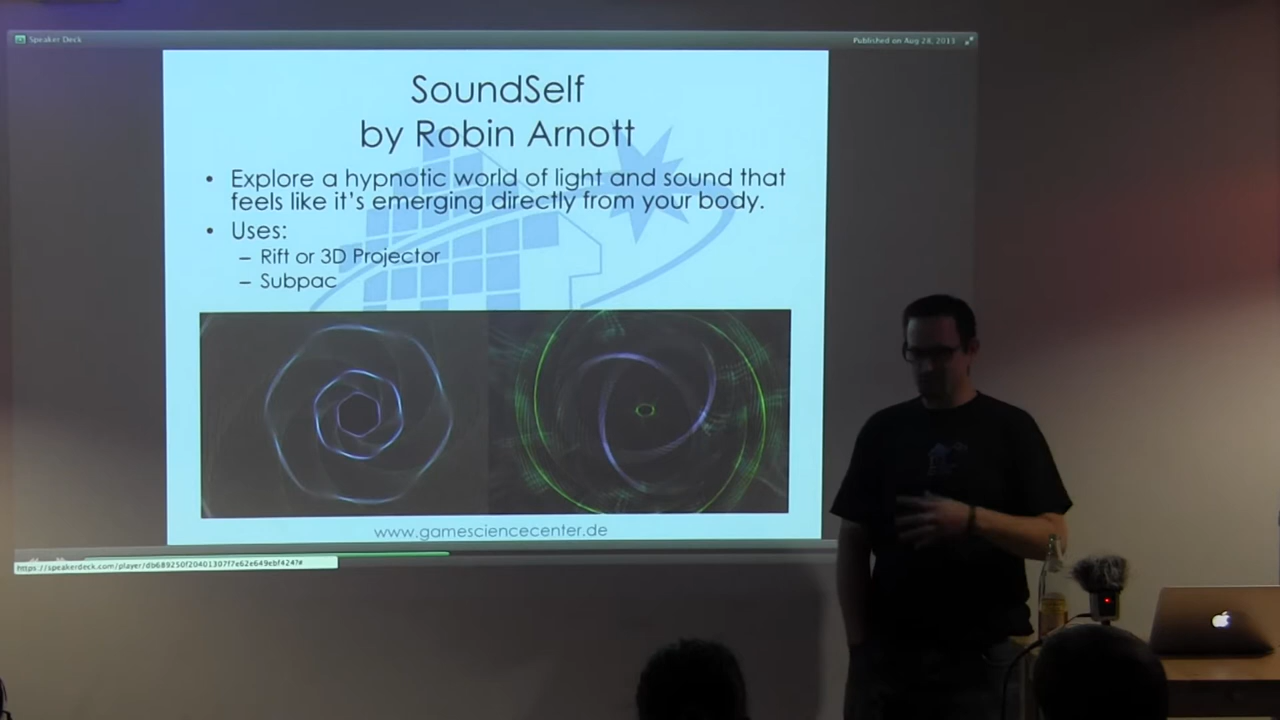 Speaker Deck
Published on Aug 28, 2013
SoundSelf
by Robin Arnott
• Explore a hypnotic world of light and sound that
feels like it's emerging directly from your body.
• Uses:
– Rift or 3D Projector
– Subpac
www.gamesciencecenter.de